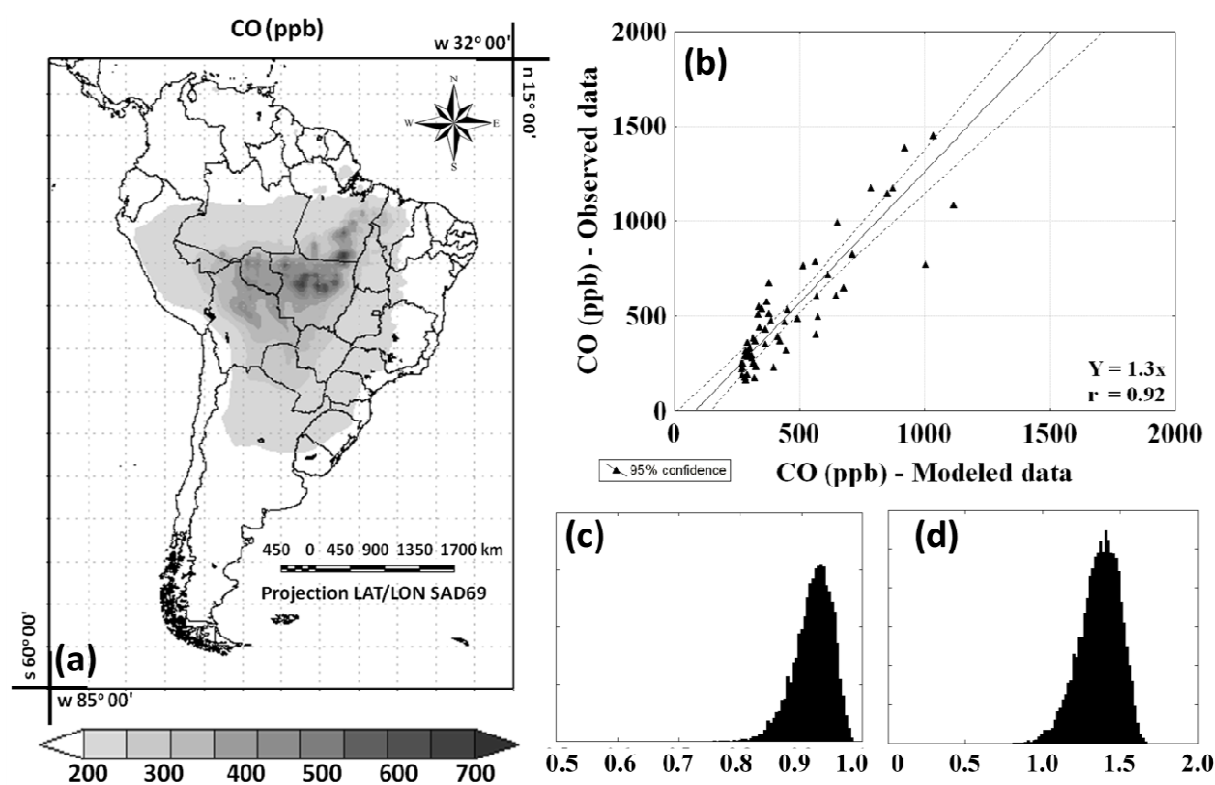 CO (ppb)
w 32° 00'
n 15° 00'
N
W
E
S
450 0 450 900 1350 1700 km
Projection LAT/LON SAD69
s 60° 00'
(a)
w 85° 00'
200 300 400 500 600 700
(b)
CO (ppb) - Observed data
2000
1500
1000
500
0
Y = 1.3x
r = 0.92
0 500 1000 1500 2000
95% confidence
CO (ppb) - Modeled data
(c)
0.5 0.6 0.7 0.8 0.9 1.0
(d)
0 0.5 1.0 1.5 2.0